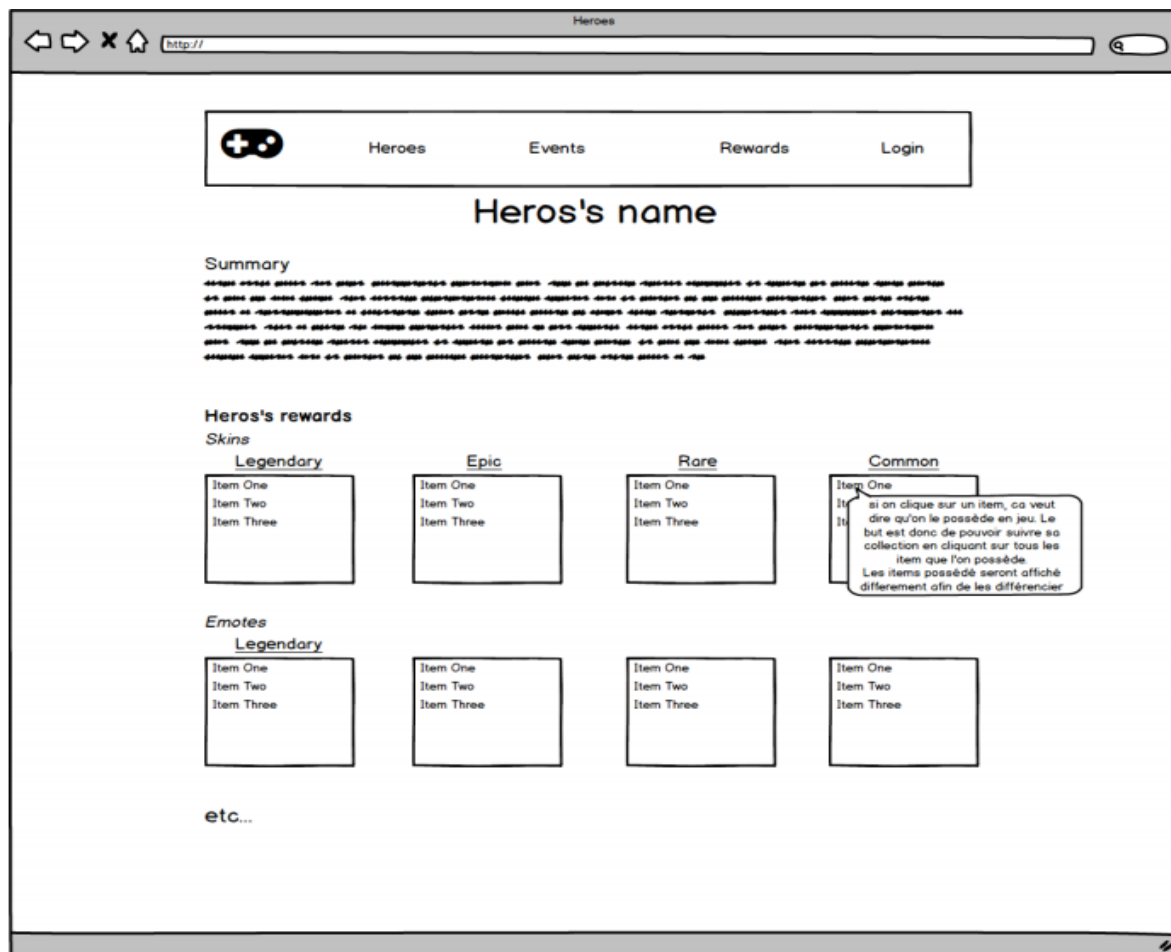 Heroes
http://
Heroes Events Rewards Login
Heros's name
Summary
Heros's rewards
Skins
Legendary Epic Rare Common
Item One Item One Item One Item One
Item Two Item Two Item Two
Item Three Item Three Item Three
si on clique sur un item, ca veut
dire qu'on le possède en jeu. Le
but est donc de pouvoir suivre sa
collection en cliquant sur tous les
item que l'on possède.
Les items possédé seront affiché
differement afin de les différencier
Emotes
Legendary
Item One Item One Item One Item One
Item Two Item Two Item Two Item Two
Item Three Item Three Item Three Item Three
etc...